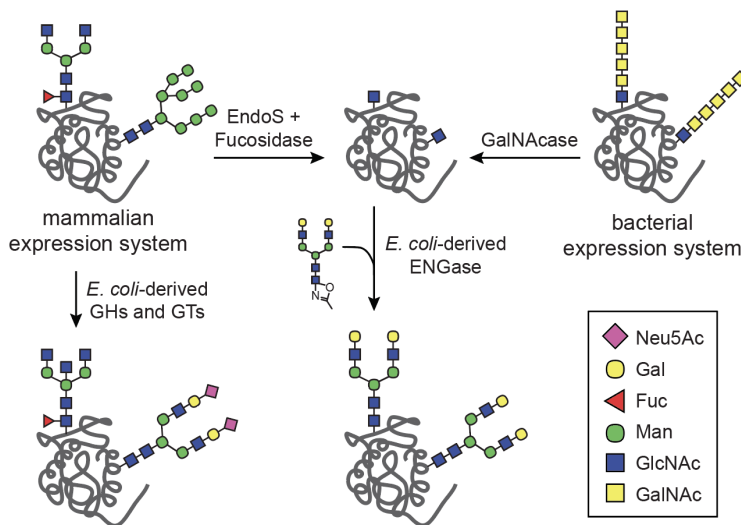 EndoS +
Fucosidase
GalNAcase
mammalian
expression system
bacterial
expression system
E. coli-derived
ENGase
N
O
E. coli-derived
GHs and GTs
Neu5Ac
Gal
Fuc
Man
GlcNAc
GalNAc